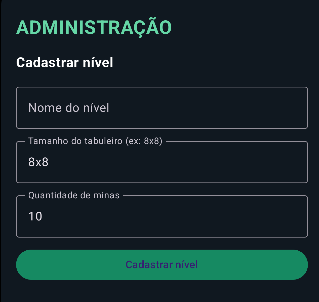 ADMINISTRAÇÃO
Cadastrar nível
Nome do nível
Tamanho do tabuleiro (ex: 8x8)
8x8
Quantidade de minas
10
Cadastrar nível